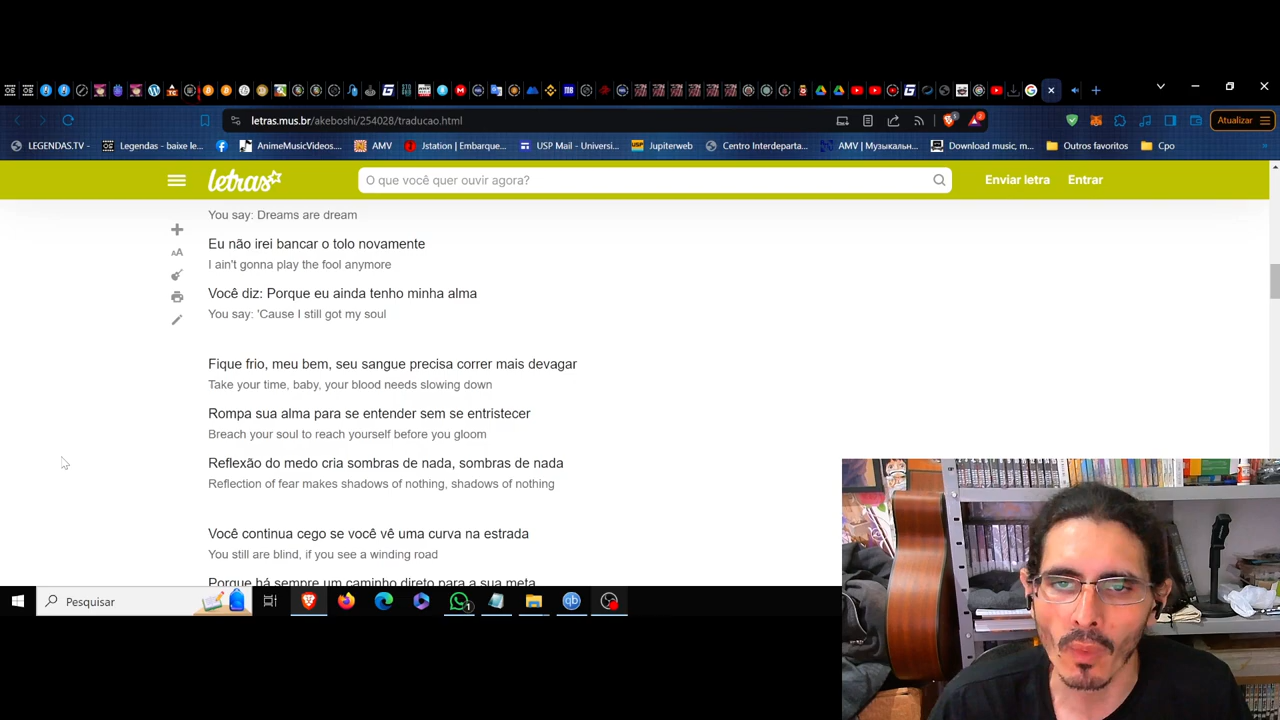 letras.mus.br/akeboshi/254028/traducao.html
Atualizar
LEGENDAS.TV -
Legendas - baixe le...
AnimeMusicVideos....
AMV
Jstation | Embarque...
USP Mail - Universi...
Jupiterweb
Centro Interdeparta...
AMV | Музыкальн...
Download music, m...
Outros favoritos
Cpo
letras
O que você quer ouvir agora?
Enviar letra
Entrar
You say: Dreams are dream
Eu não irei bancar o tolo novamente
I ain't gonna play the fool anymore
Você diz: Porque eu ainda tenho minha alma
You say: 'Cause I still got my soul
Fique frio, meu bem, seu sangue precisa correr mais devagar
Take your time, baby, your blood needs slowing down
Rompa sua alma para se entender sem se entristecer
Breach your soul to reach yourself before you gloom
Reflexão do medo cria sombras de nada, sombras de nada
Reflection of fear makes shadows of nothing, shadows of nothing
Você continua cego se você vê uma curva na estrada
You still are blind, if you see a winding road
Porque há sempre um caminho direto para a sua meta
Pesquisar